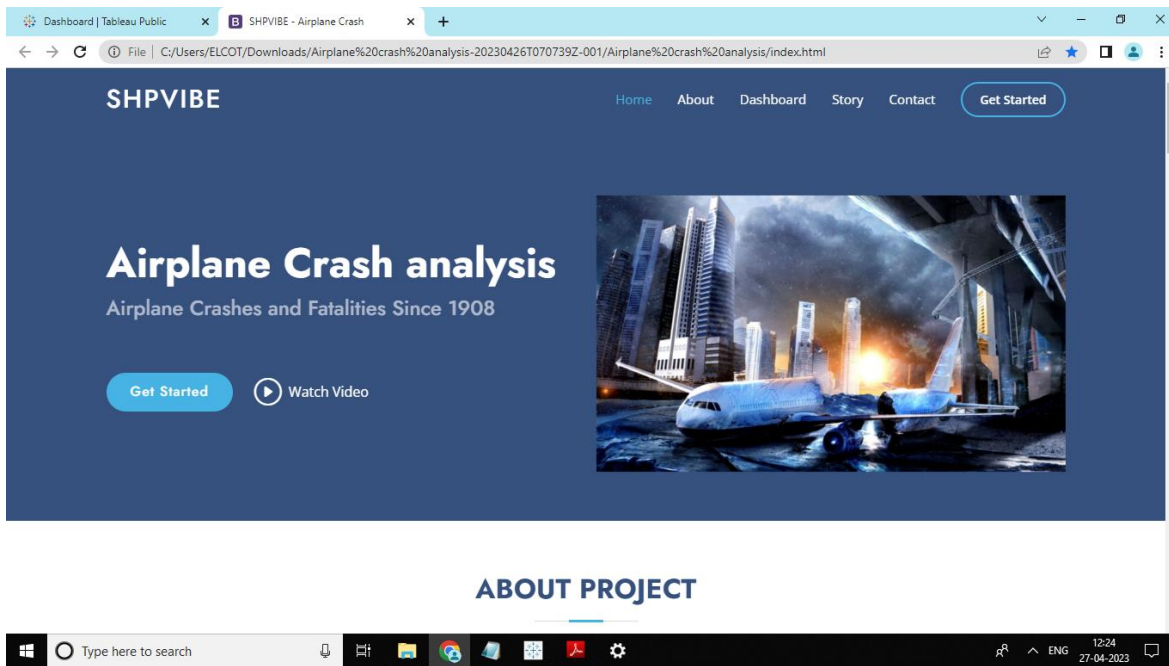 Dashboard | Tableau Public
SHPVIBE - Airplane Crash
File | C:/Users/ELCOT/Downloads/Airplane%20crash%20analysis-20230426T070739Z-001/Airplane%20crash%20analysis/index.html
SHPVIBE
Home About Dashboard Story Contact Get Started
Airplane Crash analysis
Airplane Crashes and Fatalities Since 1908
Get Started Watch Video
ABOUT PROJECT
Type here to search
ENG
12:24
27-04-2023